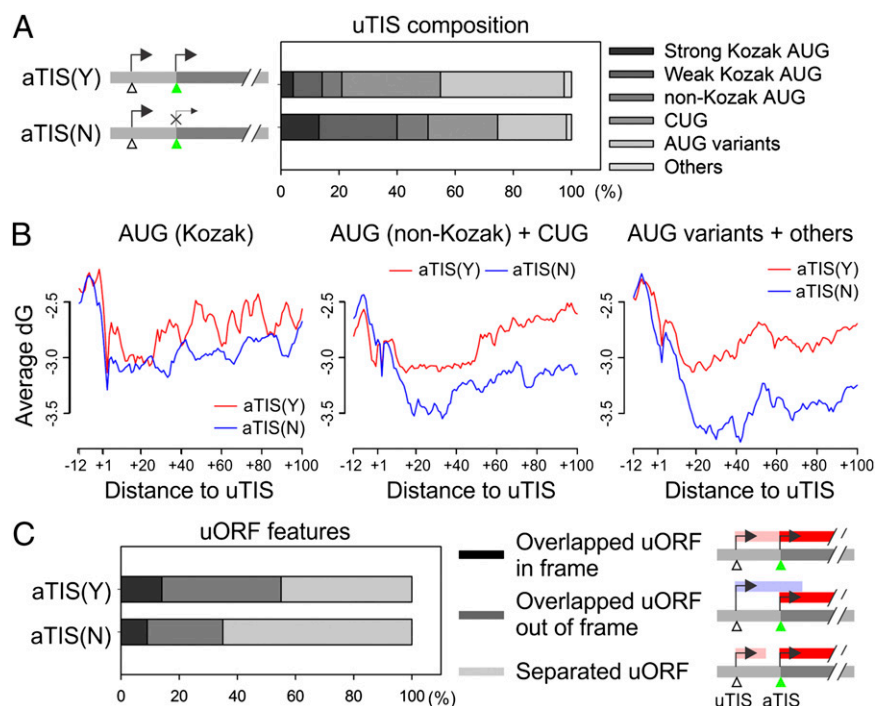 A
uTIS composition
aTIS(Y)
aTIS(N)
0 20 40 60 80 100 (%)
Strong Kozak AUG
Weak Kozak AUG
non-Kozak AUG
CUG
AUG variants
Others
B
AUG (Kozak)
AUG (non-Kozak) + CUG
AUG variants + others
Average dG
-2.5
-3.0
-3.5
aTIS(Y)
aTIS(N)
-12 +1 +20 +40 +60 +80 +100
Distance to uTIS
aTIS(Y) aTIS(N)
-2.5
-3.0
-3.5
-12 +1 +20 +40 +60 +80 +100
Distance to uTIS
aTIS(Y)
aTIS(N)
-2.5
-3.0
-3.5
-12 +1 +20 +40 +60 +80 +100
Distance to uTIS
C
uORF features
aTIS(Y)
aTIS(N)
0 20 40 60 80 100 (%)
Overlapped uORF
in frame
Overlapped uORF
out of frame
Separated uORF
uTIS aTIS